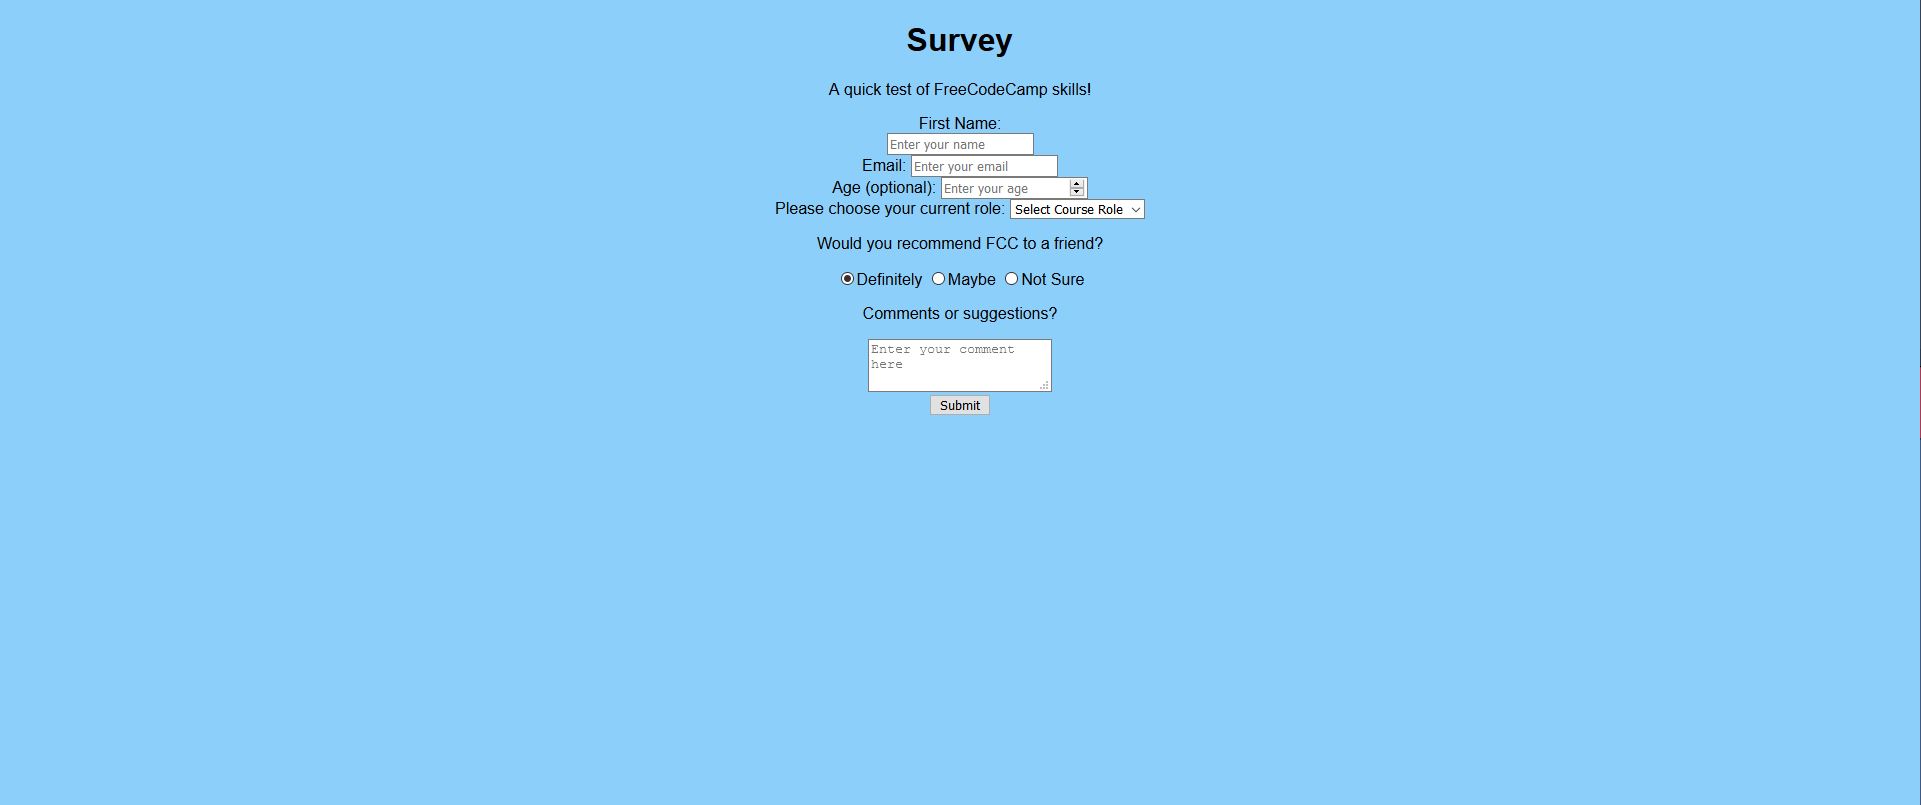 Survey
A quick test of FreeCodeCamp skills!
First Name:
Enter your name
Email: Enter your email
Age (optional): Enter your age
Please choose your current role: Select Course Role
Would you recommend FCC to a friend?
Definitely Maybe Not Sure
Comments or suggestions?
Enter your comment
here
Submit